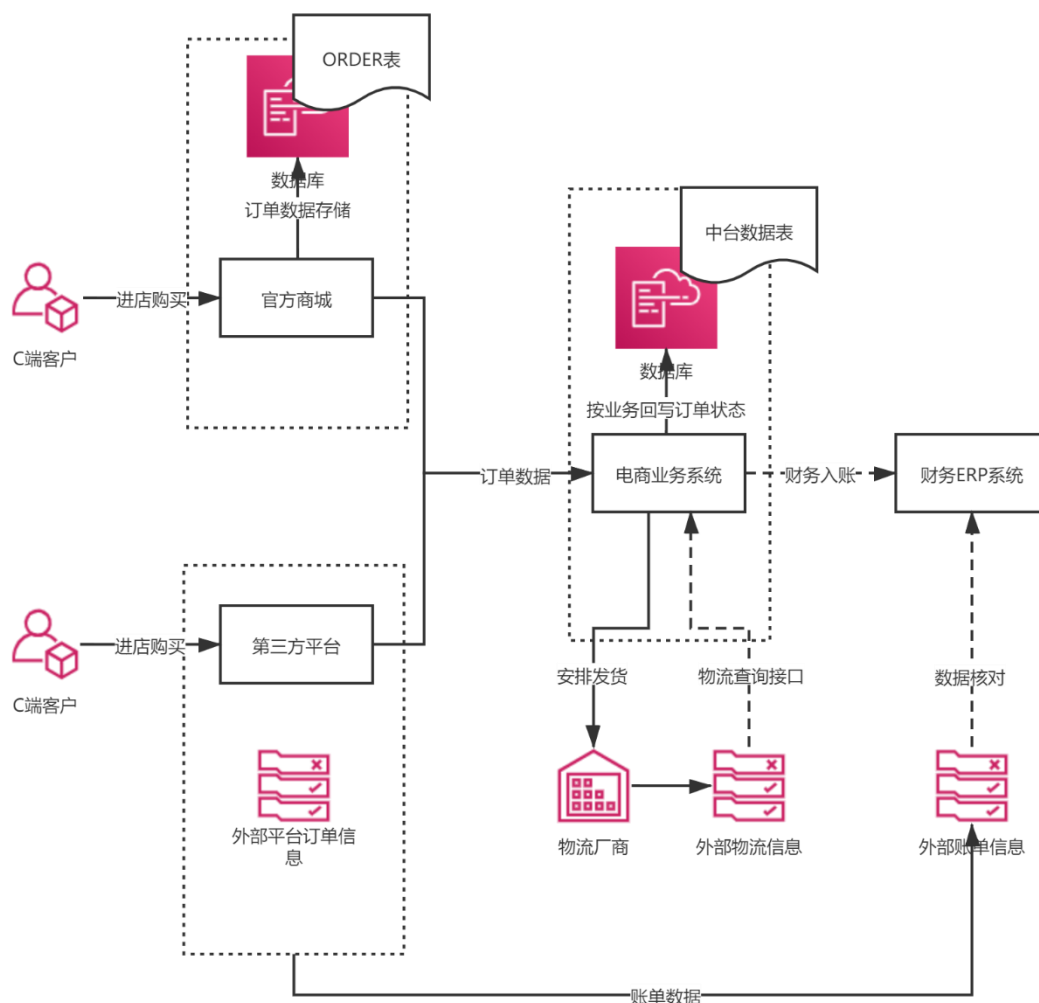 ORDER表
数据库
订单数据存储
中台数据表
进店购买
官方商城
C端客户
数据库
按业务回写订单状态
订单数据
电商业务系统
财务入账
财务ERP系统
进店购买
第三方平台
C端客户
安排发货
物流查询接口
数据核对
外部平台订单信
息
物流厂商
外部物流信息
外部账单信息
账单数据